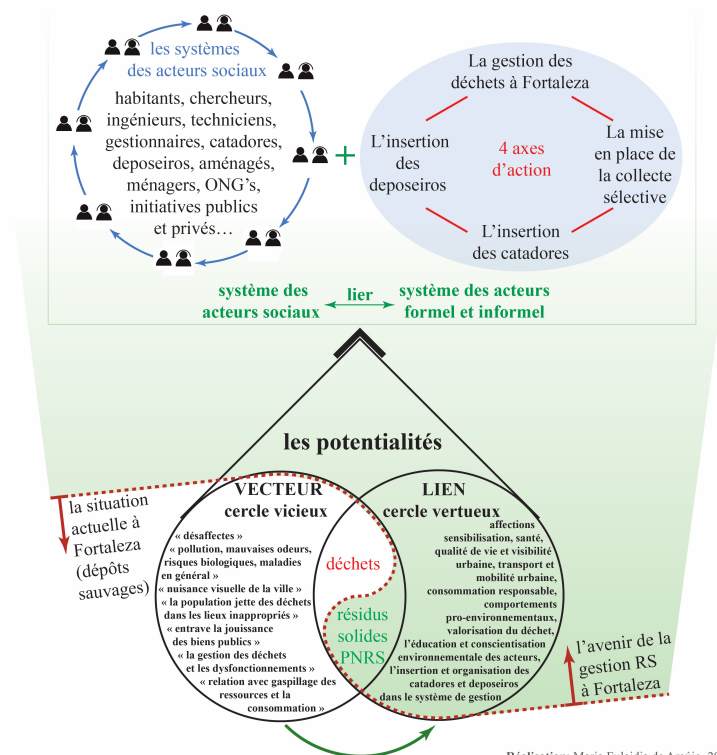 les systèmes
des acteurs sociaux
habitants, chercheurs,
ingénieurs, techniciens,
gestionnaires, catadores,
deposeiros, aménagés,
ménagers, ONG’s,
initiatives publics
et privés…
+
La gestion des
déchets à Fortaleza
L’insertion
des
deposeiros
4 axes
d’action
La mise
en place de
la collecte
sélective
L’insertion
des catadores
système des
acteurs sociaux
lier
système des acteurs
formel et informel
les potentialités
la situation
actuelle à
Fortaleza
(dépôts
sauvages)
VECTEUR
cercle vicieux
« désaffectes »
« pollution, mauvaises odeurs,
risques biologiques, maladies
en général »
« nuisance visuelle de la ville »
« la population jette des déchets
dans les lieux inappropriés »
« entrave la jouissance
des biens publics »
« la gestion des déchets
et les dysfonctionnements »
« relation avec gaspillage des
ressources et la
consommation »
déchets
résidus
solides
PNRS
LIEN
cercle vertueux
affections
sensibilisation, santé,
qualité de vie et visibilité
urbaine, transport et
mobilité urbaine,
consommation responsable,
comportements
pro-environnementaux,
valorisation du déchet,
l’éducation et conscientisation
environnementale des acteurs,
l’insertion et organisation des
catadores et deposeiros
dans le système de gestion
l’avenir de la
gestion RS
à Fortaleza